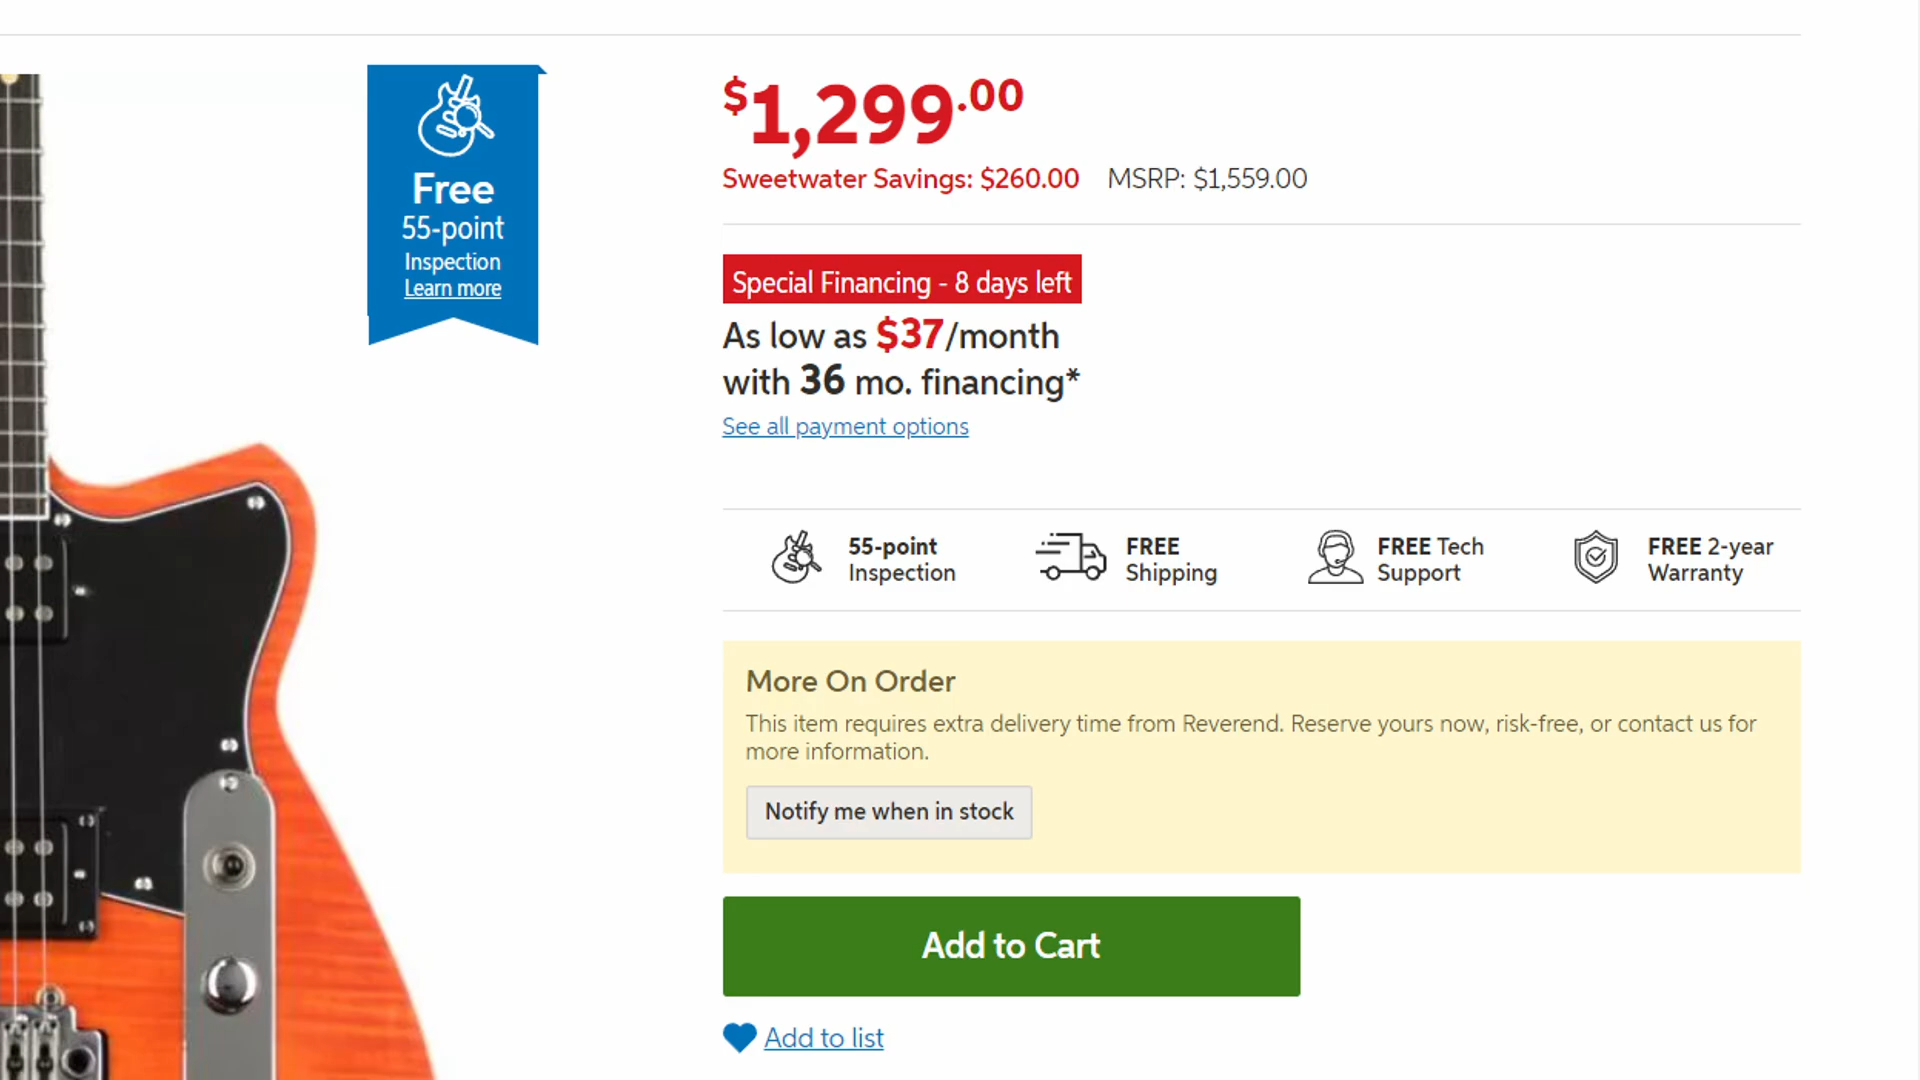 Free
55-point
Inspection
Learn more
$1,299.00
Sweetwater Savings: $260.00 MSRP: $1,559.00
Special Financing - 8 days left
As low as $37/month
with 36 mo. financing*
See all payment options
55-point
Inspection
FREE
Shipping
FREE Tech
Support
FREE 2-year
Warranty
More On Order
This item requires extra delivery time from Reverend. Reserve yours now, risk-free, or contact us for
more information.
Notify me when in stock
Add to Cart
Add to list